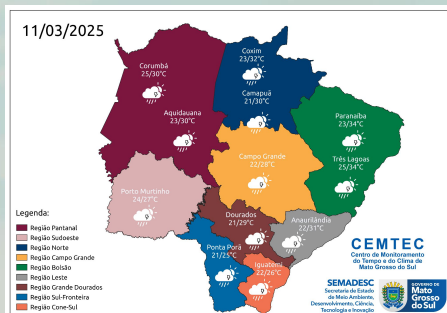 11/03/2025
Coxim
23/32°C
Corumbá
25/30°C
Camapuã
21/30°C
Aquidauana
23/30°C
Paranaíba
23/34°C
Campo Grande
22/28°C
Três Lagoas
25/34°C
Porto Murtinho
24/27°C
Dourados
21/29°C
Anaurilândia
22/31°C
Ponta Porã
21/25°C
Iguatemi
22/26°C
Legenda:
Região Pantanal
Região Sudoeste
Região Norte
Região Campo Grande
Região Bolsão
Região Leste
Região Grande Dourados
Região Sul-Fronteira
Região Cone-Sul
CEMTEC
Centro de Monitoramento
do Tempo e do Clima de
Mato Grosso do Sul
SEMADESC
Secretaria de Estado
de Meio Ambiente,
Desenvolvimento, Ciência,
Tecnologia e Inovação
GOVERNO DE
Mato
Grosso
do Sul